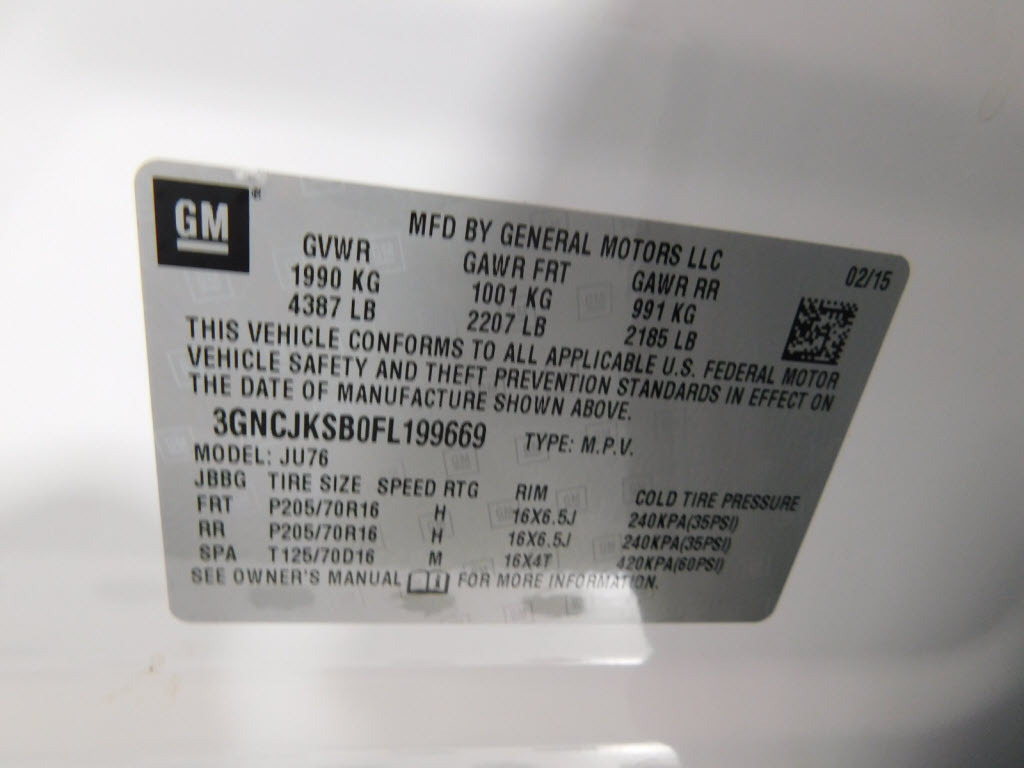 GM
MFD BY GENERAL MOTORS LLC
02/15
GVWR GAWR FRT GAWR RR
1990 KG 1001 KG 991 KG
4387 LB 2207 LB 2185 LB
THIS VEHICLE CONFORMS TO ALL APPLICABLE U.S. FEDERAL MOTOR
VEHICLE SAFETY AND THEFT PREVENTION STANDARDS IN EFFECT ON
THE DATE OF MANUFACTURE SHOWN ABOVE.
3GNCJKSB0FL199669 TYPE: M.P.V.
MODEL: JU76
JBBG TIRE SIZE SPEED RTG RIM COLD TIRE PRESSURE
FRT P205/70R16 H 16X6.5J 240KPA(35PSI)
RR P205/70R16 H 16X6.5J 240KPA(35PSI)
SPA T125/70D16 M 16X4T 420KPA(60PSI)
SEE OWNER'S MANUAL FOR MORE INFORMATION.